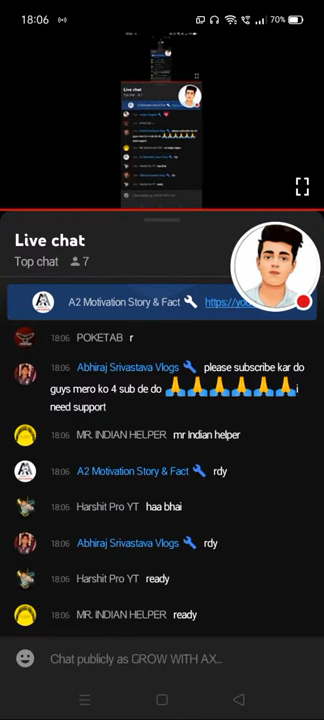 18:06
70%
Live chat
Top chat 7
A2 Motivation Story & Fact https://you
18:06 POKETAB r
18:06 Abhiraj Srivastava Vlogs please subscribe kar do
guys mero ko 4 sub de do 🙏🙏🙏🙏🙏🙏i
need support
18:06 MR. INDIAN HELPER mr Indian helper
18:06 A2 Motivation Story & Fact rdy
18:06 Harshit Pro YT haa bhai
18:06 Abhiraj Srivastava Vlogs rdy
18:06 Harshit Pro YT ready
18:06 MR. INDIAN HELPER ready
Chat publicly as GROW WITH AX...